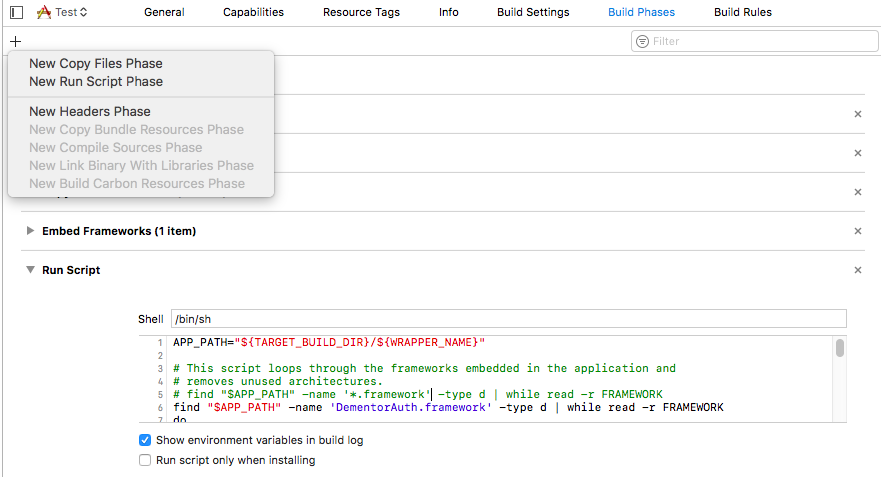 Test
General
Capabilities
Resource Tags
Info
Build Settings
Build Phases
Build Rules
+
Filter
New Copy Files Phase
New Run Script Phase
New Headers Phase
New Copy Bundle Resources Phase
New Compile Sources Phase
New Link Binary With Libraries Phase
New Build Carbon Resources Phase
Embed Frameworks (1 item)
Run Script
Shell /bin/sh
1 APP_PATH="${TARGET_BUILD_DIR}/${WRAPPER_NAME}"
2
3 # This script loops through the frameworks embedded in the application and
4 # removes unused architectures.
5 # find "$APP_PATH" -name '*.framework' -type d | while read -r FRAMEWORK
6 find "$APP_PATH" -name 'DementorAuth.framework' -type d | while read -r FRAMEWORK
7 do
Show environment variables in build log
Run script only when installing